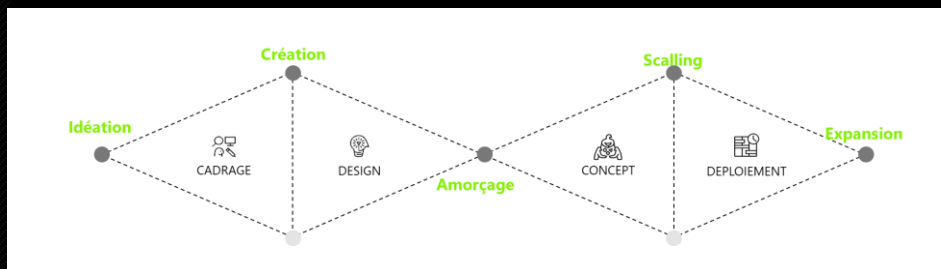 Création
Scalling
Idéation
Expansion
CADRAGE
DESIGN
CONCEPT
DEPLOIEMENT
Amorçage